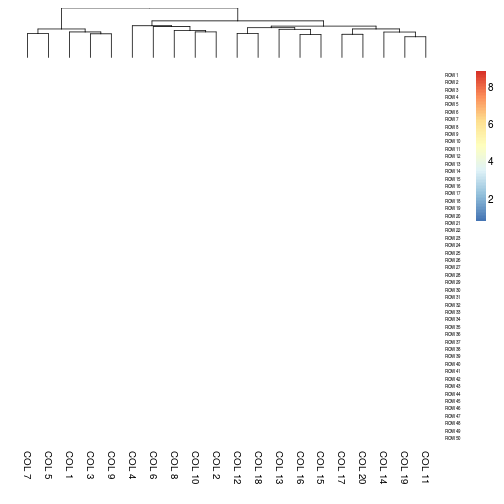 ROW 1
ROW 2
ROW 3
ROW 4
ROW 5
ROW 6
ROW 7
ROW 8
ROW 9
ROW 10
ROW 11
ROW 12
ROW 13
ROW 14
ROW 15
ROW 16
ROW 17
ROW 18
ROW 19
ROW 20
ROW 21
ROW 22
ROW 23
ROW 24
ROW 25
ROW 26
ROW 27
ROW 28
ROW 29
ROW 30
ROW 31
ROW 32
ROW 33
ROW 34
ROW 35
ROW 36
ROW 37
ROW 38
ROW 39
ROW 40
ROW 41
ROW 42
ROW 43
ROW 44
ROW 45
ROW 46
ROW 47
ROW 48
ROW 49
ROW 50
8
6
4
2
COL 7
COL 5
COL 1
COL 3
COL 9
COL 4
COL 6
COL 8
COL 10
COL 2
COL 12
COL 18
COL 13
COL 16
COL 15
COL 17
COL 20
COL 14
COL 19
COL 11